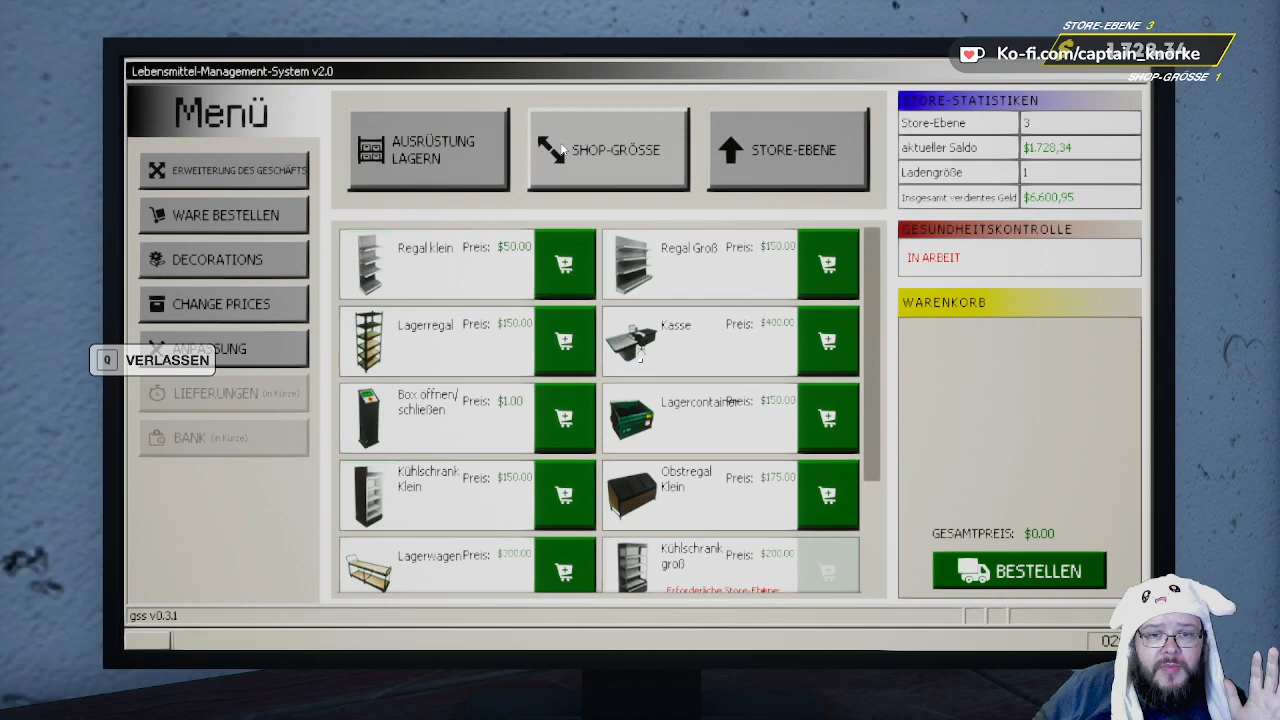 STORE-EBENE 3
Ko-fi.com/captain_knorke
SHOP-GRÖSSE 1
Lebensmittel-Management-System v2.0
Menü
ERWEITERUNG DES GESCHÄFTS
WARE BESTELLEN
DECORATIONS
CHANGE PRICES
ANPASSUNG
Q VERLASSEN
LIEFERUNGEN (in Kürze)
BANK (in Kürze)
AUSRÜSTUNG
LAGERN
SHOP-GRÖSSE
STORE-EBENE
Regal klein Preis: $50.00
Regal Groß Preis: $150.00
Lagerregal Preis: $150.00
Kasse Preis: $400.00
Box öffnen/
schließen Preis: $1.00
Lagercontainer Preis: $150.00
Kühlschrank
Klein Preis: $150.00
Obstregal
Klein Preis: $175.00
Lagerwagen Preis: $300.00
Kühlschrank
groß Preis: $200.00
Erforderliche Store-Ebene:
STORE-STATISTIKEN
Store-Ebene 3
aktueller Saldo $1.728,34
Ladengröße 1
Insgesamt verdientes Geld $6.600,95
GESUNDHEITSKONTROLLE
IN ARBEIT
WARENKORB
GESAMTPREIS: $0.00
BESTELLEN
gss v0.3.1